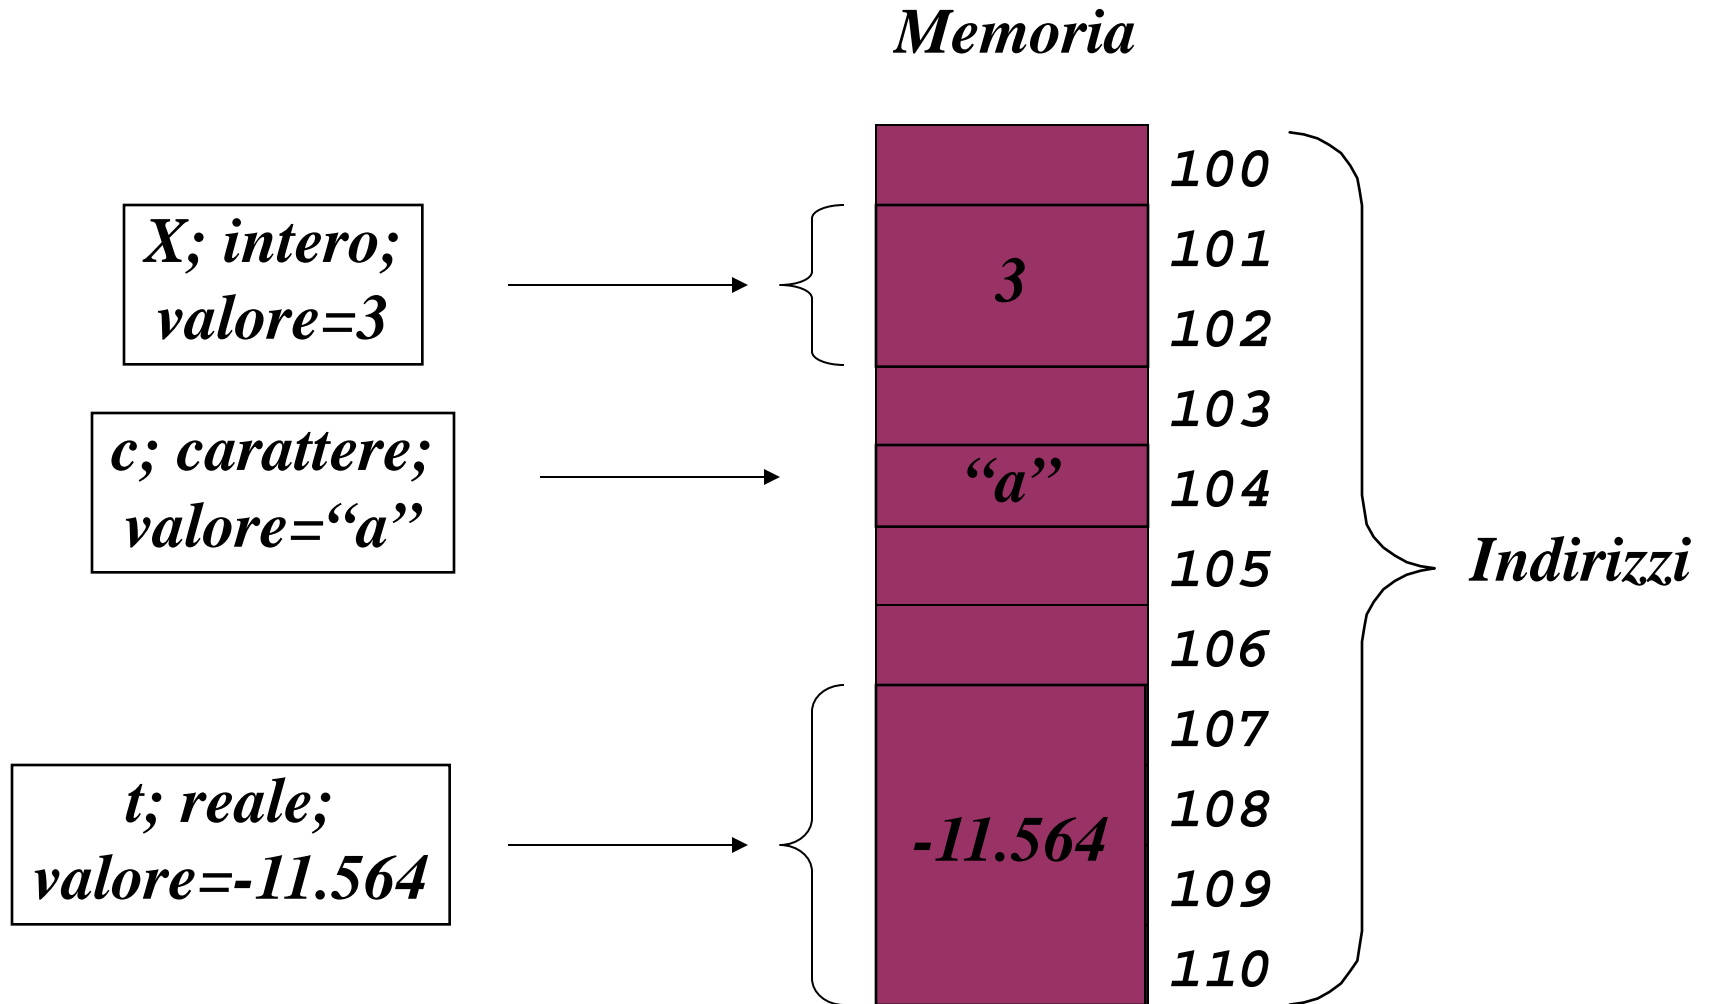 Memoria
X; intero;
valore=3
c; carattere;
valore=“a”
t; reale;
valore=-11.564
3
“a”
-11.564
100
101
102
103
104
105
106
107
108
109
110
Indirizzi